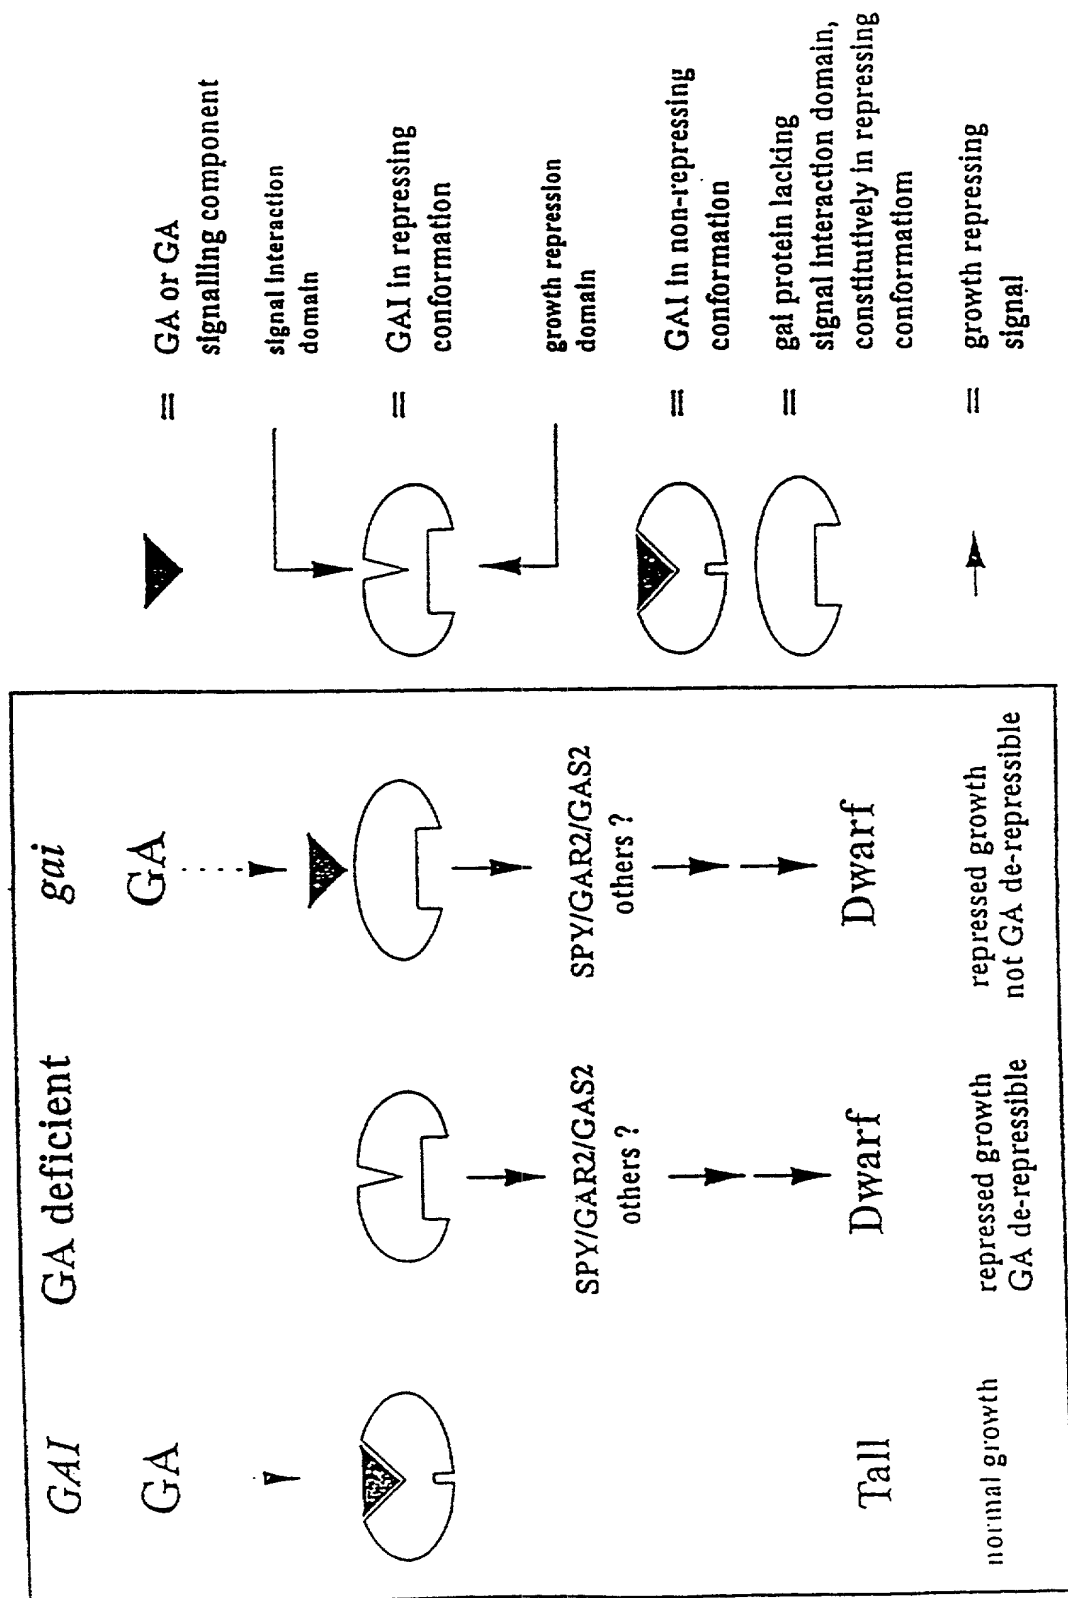 GAI
GA
Tall
normal growth
GA deficient
SPY/GAR2/GAS2
others ?
Dwarf
repressed growth
GA de-repressible
gai
GA
SPY/GAR2/GAS2
others ?
Dwarf
repressed growth
not GA de-repressible
= GA or GA
signalling component
signal interaction
domain
= GAI in repressing
conformation
growth repression
domain
= GAI in non-repressing
conformation
= gai protein lacking
signal interaction domain,
constitutively in repressing
conformatiom
= growth repressing
signal